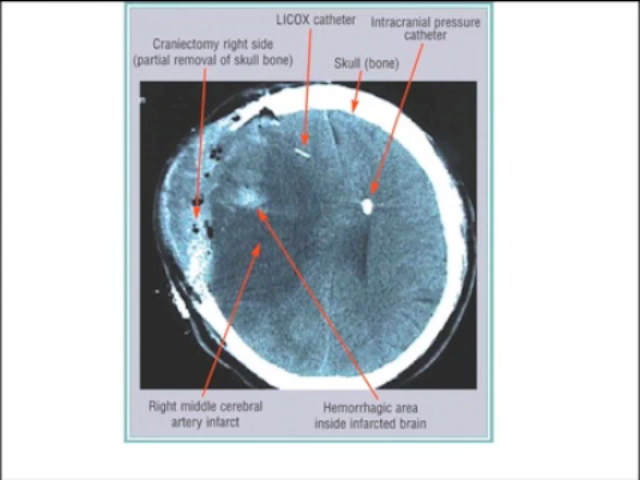 LICOX catheter
Intracranial pressure
catheter
Craniectomy right side
(partial removal of skull bone)
Skull (bone)
Right middle cerebral
artery infarct
Hemorrhagic area
inside infarcted brain